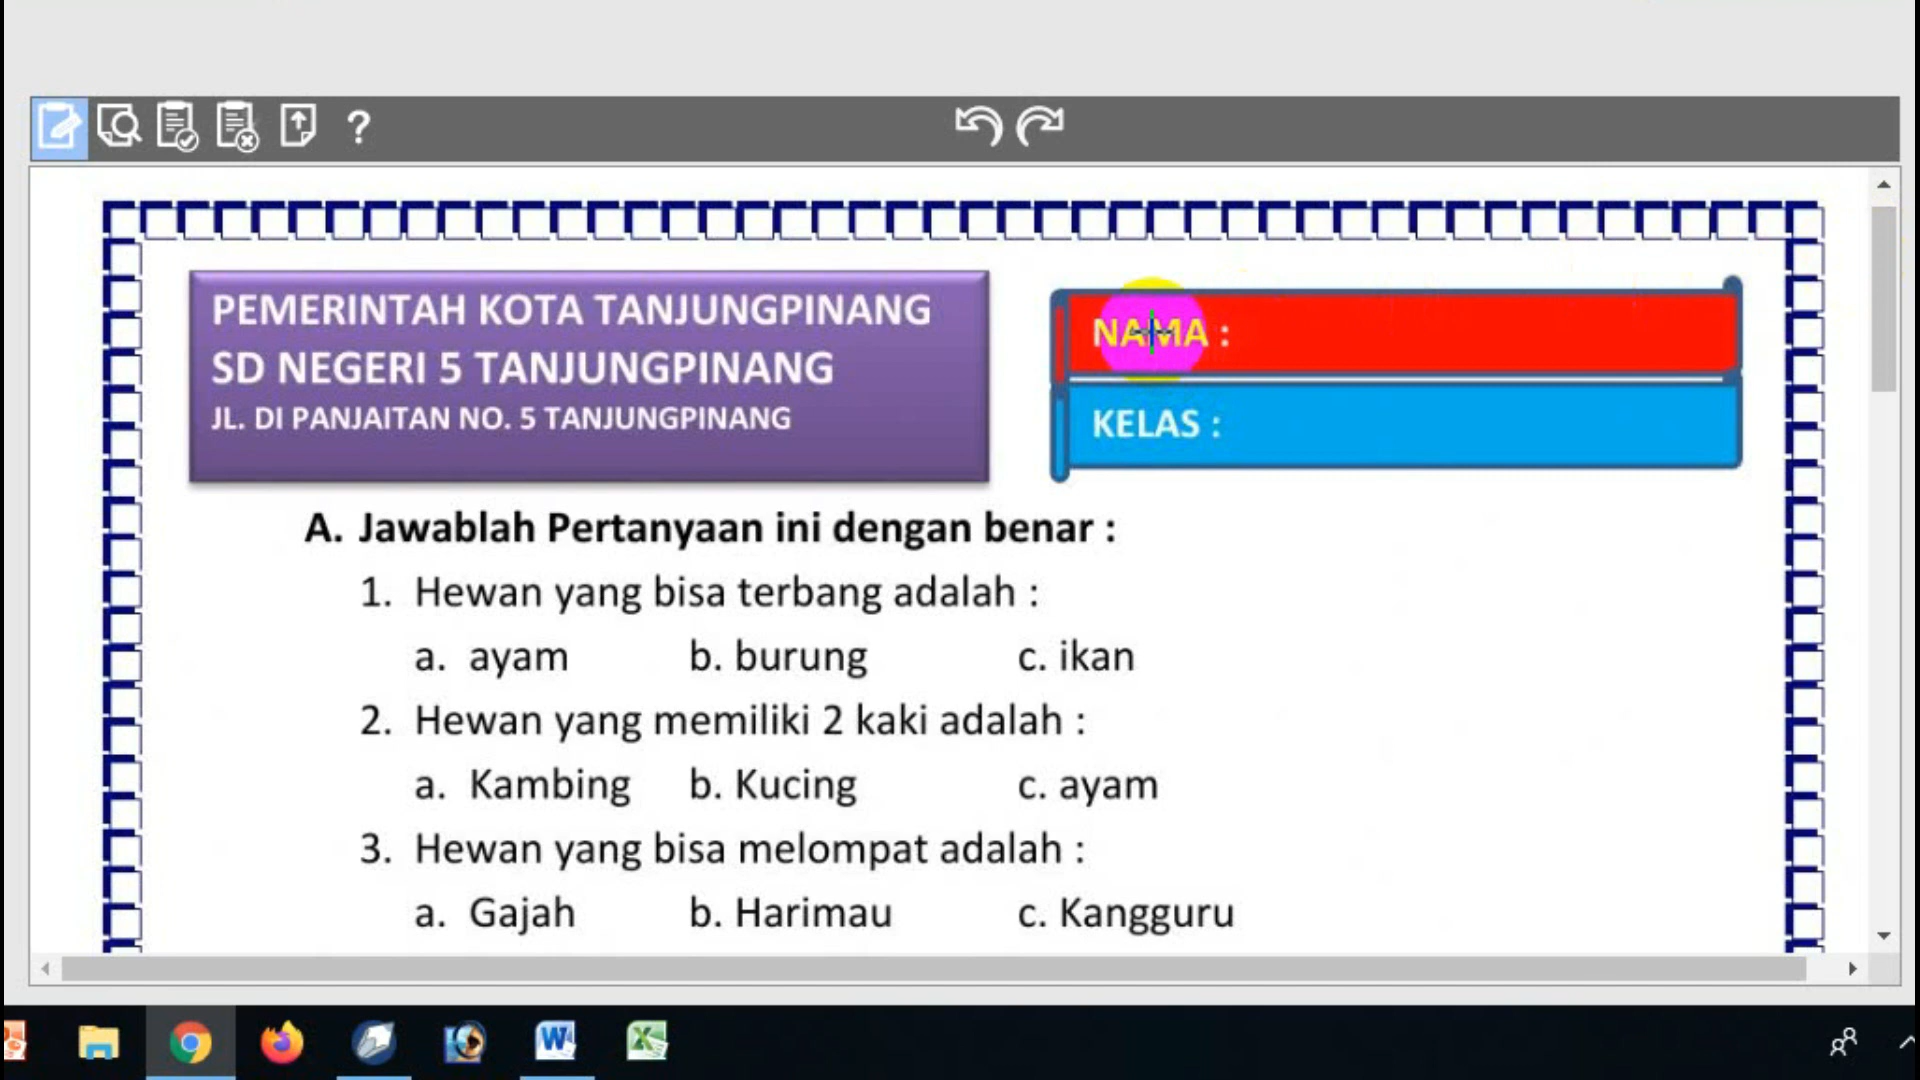 ?
PEMERINTAH KOTA TANJUNGPINANG
SD NEGERI 5 TANJUNGPINANG
JL. DI PANJAITAN NO. 5 TANJUNGPINANG
NAMA :
KELAS :
A. Jawablah Pertanyaan ini dengan benar :
1. Hewan yang bisa terbang adalah :
a. ayam b. burung c. ikan
2. Hewan yang memiliki 2 kaki adalah :
a. Kambing b. Kucing c. ayam
3. Hewan yang bisa melompat adalah :
a. Gajah b. Harimau c. Kangguru